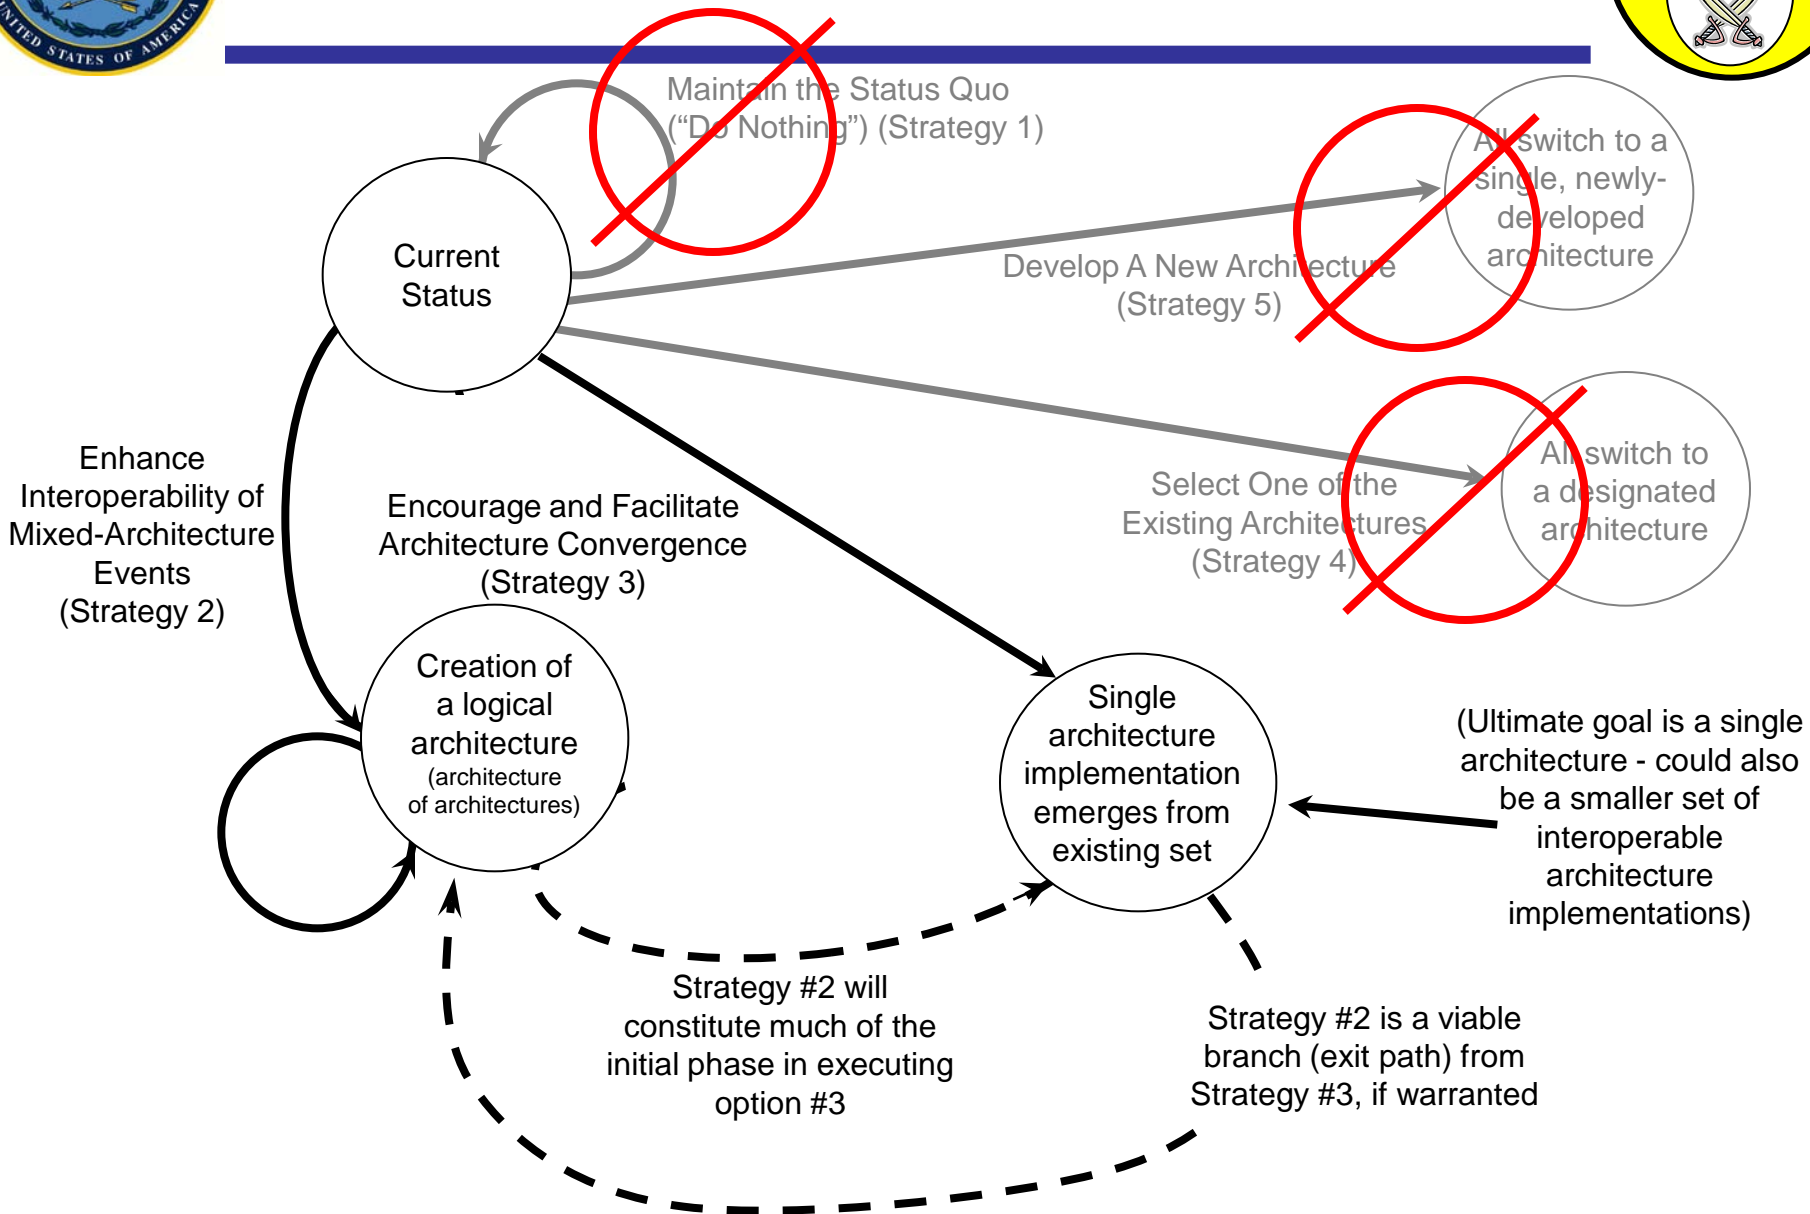 UNITED STATES OF AMERICA
Maintain the Status Quo
(“Do Nothing”) (Strategy 1)
All switch to a
single, newly-
developed
architecture
Current
Status
Develop A New Architecture
(Strategy 5)
All switch to
a designated
architecture
Select One of the
Existing Architectures
(Strategy 4)
Enhance
Interoperability of
Mixed-Architecture
Events
(Strategy 2)
Encourage and Facilitate
Architecture Convergence
(Strategy 3)
Creation of
a logical
architecture
(architecture
of architectures)
Single
architecture
implementation
emerges from
existing set
(Ultimate goal is a single
architecture - could also
be a smaller set of
interoperable
architecture
implementations)
Strategy #2 will
constitute much of the
initial phase in executing
option #3
Strategy #2 is a viable
branch (exit path) from
Strategy #3, if warranted